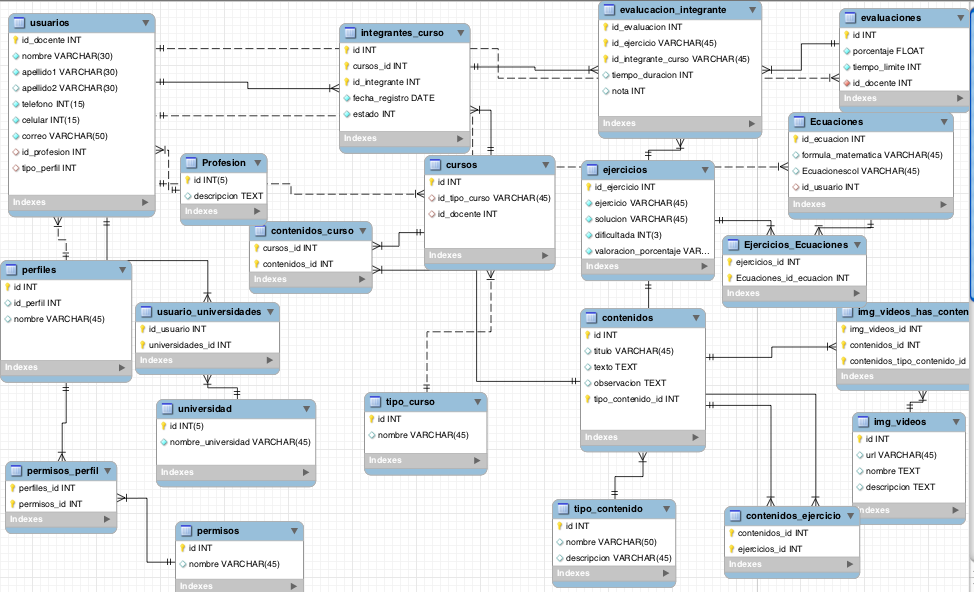 usuarios
id_docente INT
nombre VARCHAR(30)
apellido1 VARCHAR(30)
apellido2 VARCHAR(30)
telefono INT(15)
celular INT(15)
correo VARCHAR(50)
id_profesion INT
tipo_perfil INT
Indexes
integrantes_curso
id INT
cursos_id INT
id_integrante INT
fecha_registro DATE
estado INT
Indexes
evalucacion_integrante
id_evaluacion INT
id_ejercicio VARCHAR(45)
id_integrante_curso VARCHAR(45)
tiempo_duracion INT
nota INT
Indexes
evaluaciones
id INT
porcentaje FLOAT
tiempo_limite INT
id_docente INT
Indexes
Ecuaciones
id_ecuacion INT
formula_matematica VARCHAR(45)
Ecuacionescol VARCHAR(45)
id_usuario INT
Indexes
Profesion
id INT(5)
descripcion TEXT
Indexes
cursos
id INT
id_tipo_curso VARCHAR(45)
id_docente INT
Indexes
ejercicios
id_ejercicio INT
ejercicio VARCHAR(45)
solucion VARCHAR(45)
dificultada INT(3)
valoracion_porcentaje VAR...
Indexes
contenidos_curso
cursos_id INT
contenidos_id INT
Indexes
Ejercicios_Ecuaciones
ejercicios_id INT
Ecuaciones_id_ecuacion INT
Indexes
perfiles
id INT
id_perfil INT
nombre VARCHAR(45)
Indexes
usuario_universidades
id_usuario INT
universidades_id INT
Indexes
contenidos
id INT
titulo VARCHAR(45)
texto TEXT
observacion TEXT
tipo_contenido_id INT
Indexes
img_videos_has_conten
img_videos_id INT
contenidos_id INT
contenidos_tipo_contenido_id
Indexes
universidad
id INT(5)
nombre_universidad VARCHAR(45)
Indexes
tipo_curso
id INT
nombre VARCHAR(45)
Indexes
img_videos
id INT
url VARCHAR(45)
nombre TEXT
descripcion TEXT
Indexes
permisos_perfil
perfiles_id INT
permisos_id INT
Indexes
permisos
id INT
nombre VARCHAR(45)
Indexes
tipo_contenido
id INT
nombre VARCHAR(50)
descripcion VARCHAR(45)
Indexes
contenidos_ejercicio
contenidos_id INT
ejercicios_id INT
Indexes